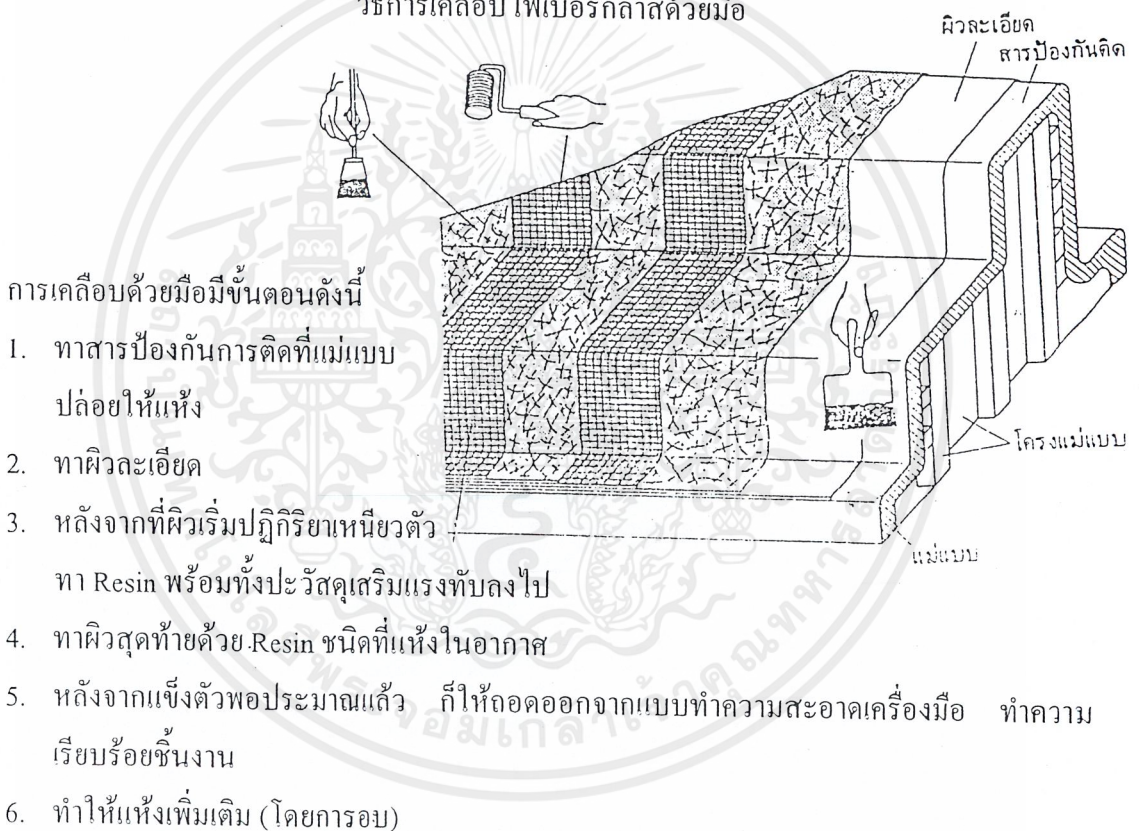 วิธีการเคลือบไฟเบอร์กลาสด้วยมือ
ผิวละเอียด
สารป้องกันติด
โครงแม่แบบ
แม่แบบ
การเคลือบด้วยมือมีขั้นตอนดังนี้
1. ทาสารป้องกันการติดที่แม่แบบ
ปล่อยให้แห้ง
2. ทาผิวละเอียด
3. หลังจากที่ผิวเริ่มปฏิกิริยาเหนียวตัว
ทา Resin พร้อมทั้งปะวัสดุเสริมแรงทับลงไป
4. ทาผิวสุดท้ายด้วย Resin ชนิดที่แห้งในอากาศ
5. หลังจากแข็งตัวพอประมาณแล้ว ก็ให้ถอดออกจากแบบทำความสะอาดเครื่องมือ ทำความ
เรียบร้อยชิ้นงาน
6. ทำให้แห้งเพิ่มเติม (โดยการอบ)